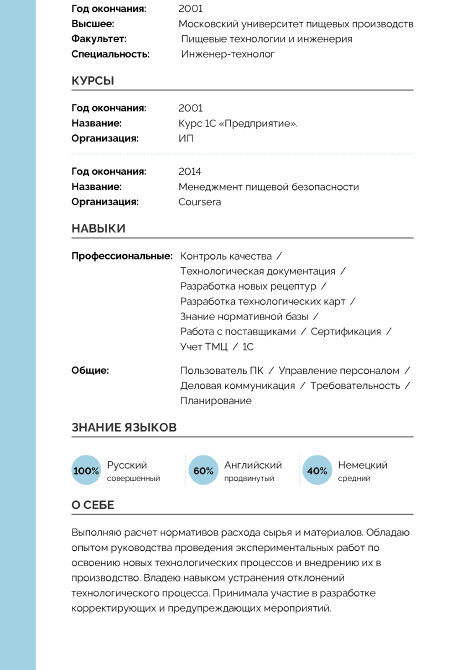 Год окончания: 2001
Высшее: Московский университет пищевых производств
Факультет: Пищевые технологии и инженерия
Специальность: Инженер-технолог
КУРСЫ
Год окончания: 2001
Название: Курс 1С «Предприятие».
Организация: ИП
Год окончания: 2014
Название: Менеджмент пищевой безопасности
Организация: Coursera
НАВЫКИ
Профессиональные: Контроль качества /
Технологическая документация /
Разработка новых рецептур /
Разработка технологических карт /
Знание нормативной базы /
Работа с поставщиками / Сертификация /
Учет ТМЦ / 1С
Общие: Пользователь ПК / Управление персоналом /
Деловая коммуникация / Требовательность /
Планирование
ЗНАНИЕ ЯЗЫКОВ
100% Русский 60% Английский 40% Немецкий
совершенный продвинутый средний
О СЕБЕ
Выполняю расчет нормативов расхода сырья и материалов. Обладаю
опытом руководства проведения экспериментальных работ по
освоению новых технологических процессов и внедрению их в
производство. Владею навыком устранения отклонений
технологического процесса. Принимала участие в разработке
корректирующих и предупреждающих мероприятий.